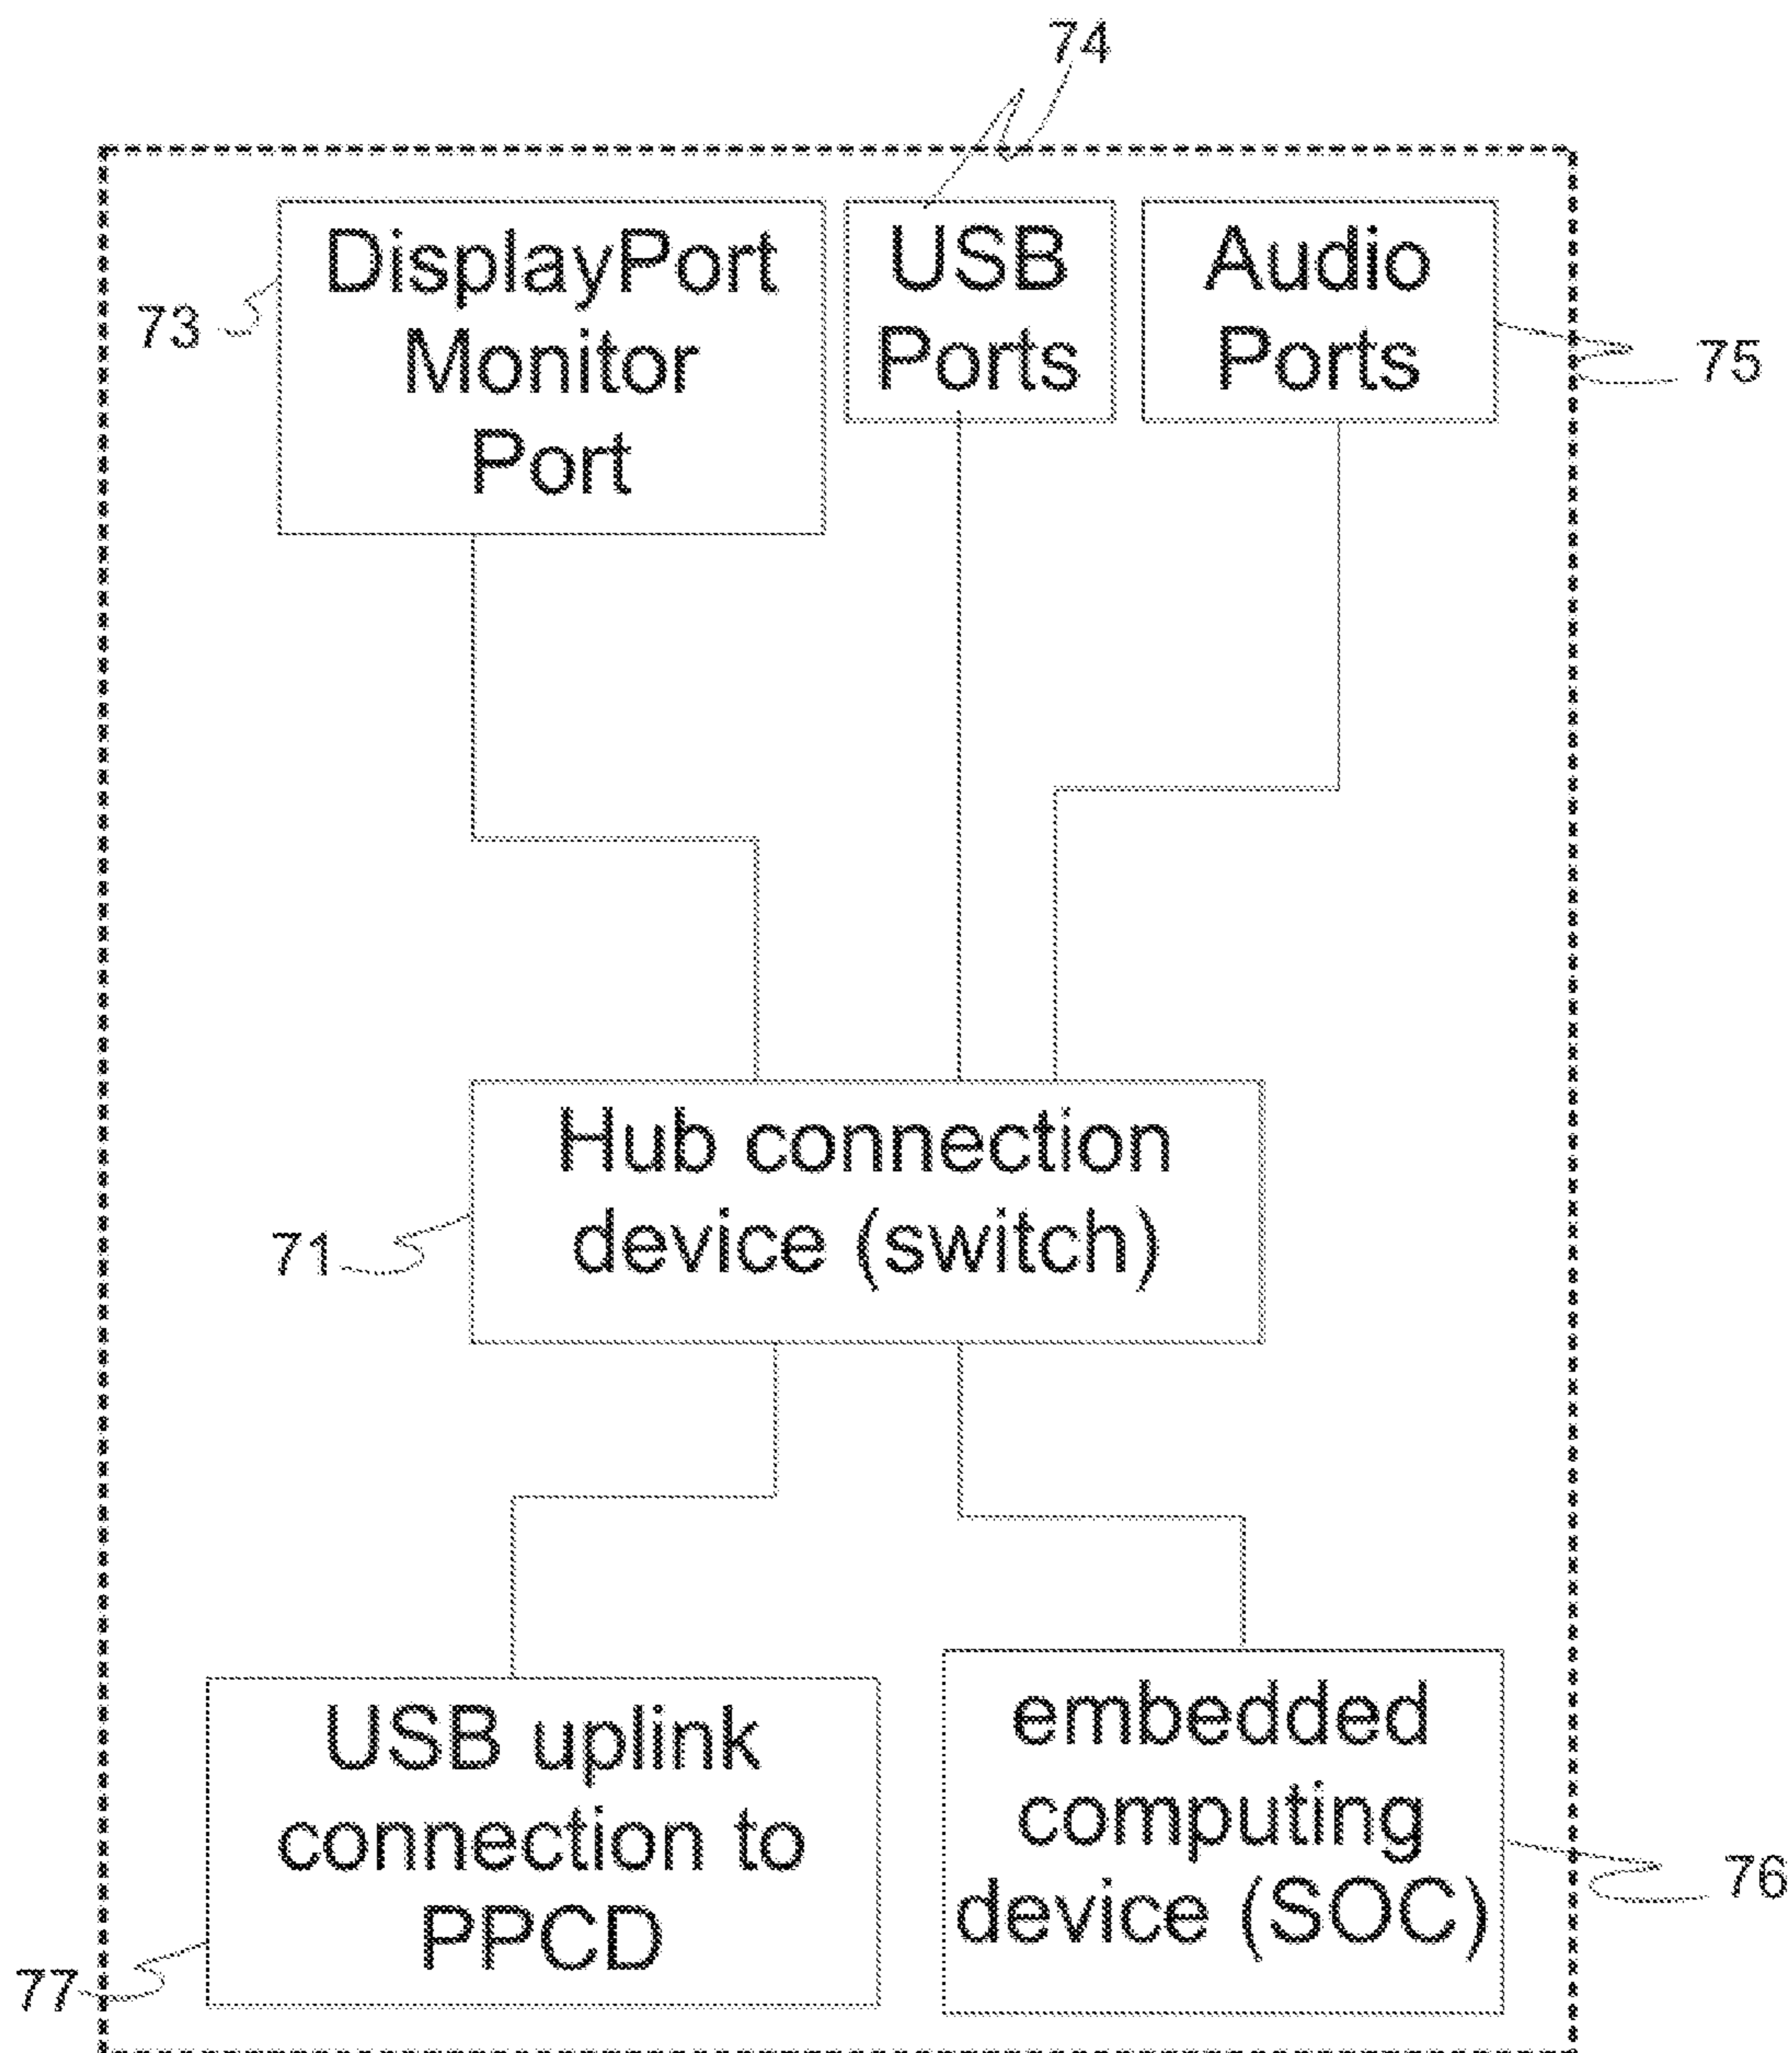 74
DisplayPort
Monitor
Port
USB
Ports
Audio
Ports
73
75
Hub connection
device (switch)
71
USB uplink
connection to
PPCD
embedded
computing
device (SOC)
76
77